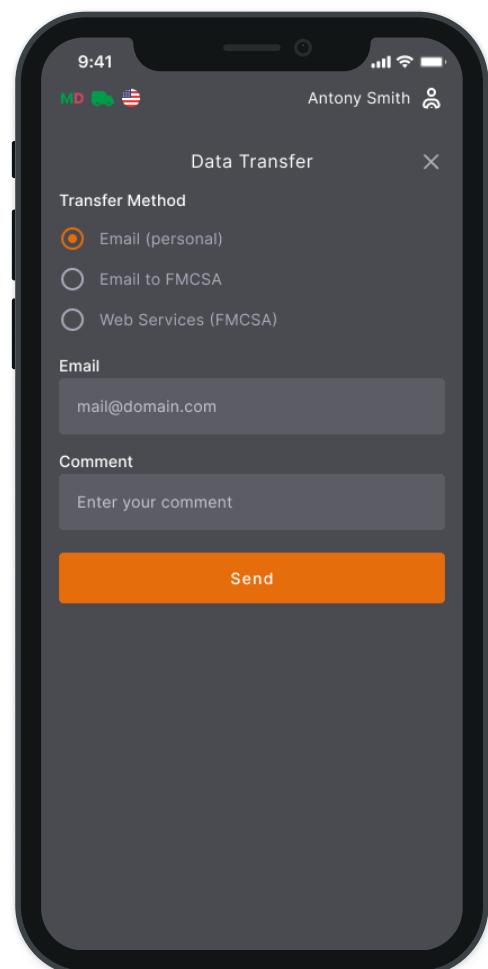 9:41
MD
Antony Smith
Data Transfer
Transfer Method
Email (personal)
Email to FMCSA
Web Services (FMCSA)
Email
mail@domain.com
Comment
Enter your comment
Send